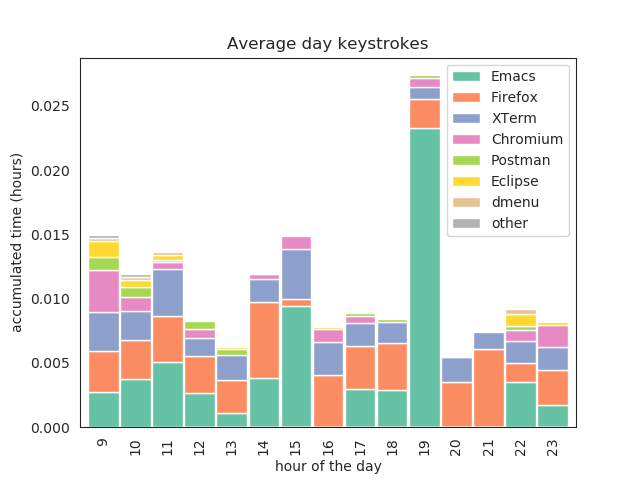 Average day keystrokes
accumulated time (hours)
0.025
0.020
0.015
0.010
0.005
0.000
Emacs
Firefox
XTerm
Chromium
Postman
Eclipse
dmenu
other
9 10 11 12 13 14 15 16 17 18 19 20 21 22 23
hour of the day